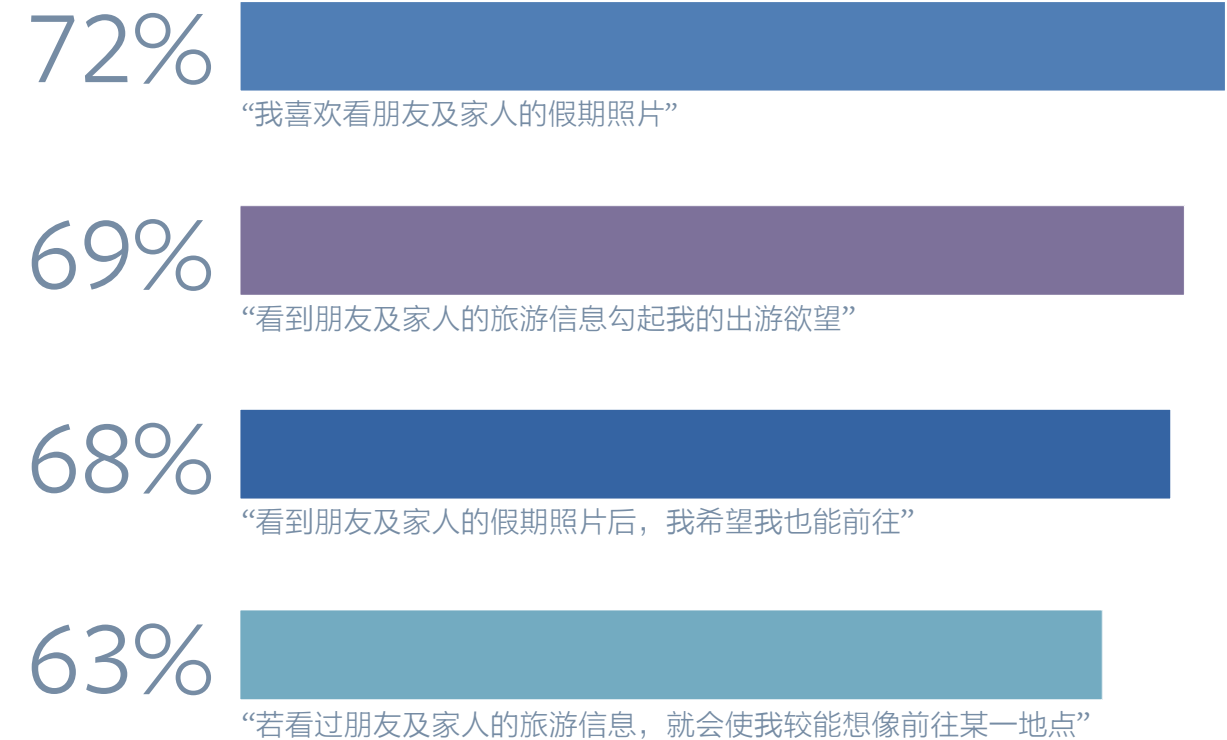 72%
“我喜欢看朋友及家人的假期照片”
69%
“看到朋友及家人的旅游信息勾起我的出游欲望”
68%
“看到朋友及家人的假期照片后，我希望我也能前往”
63%
“若看过朋友及家人的旅游信息，就会使我较能想像前往某一地点”